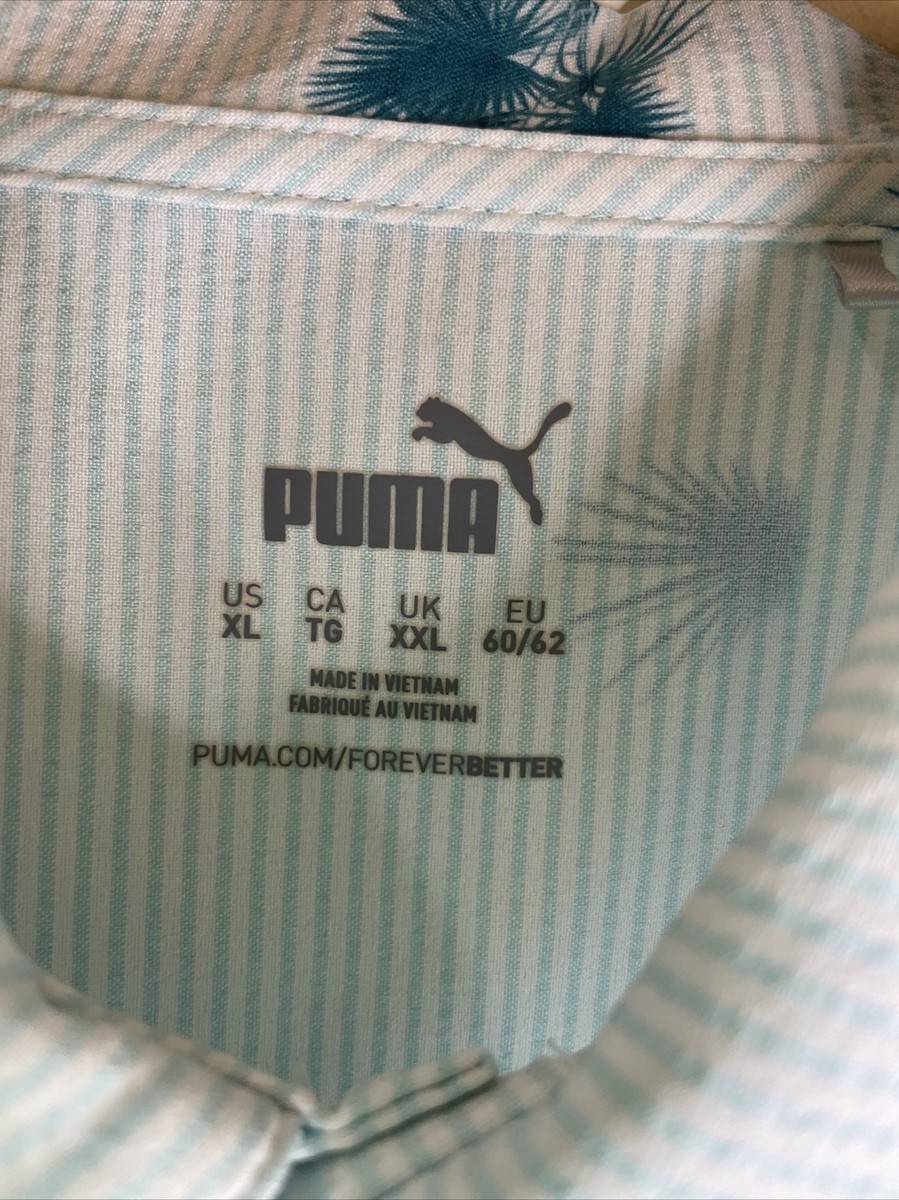 PUMA
US CA UK EU
XL TG XXL 60/62
MADE IN VIETNAM
FABRIQUÉ AU VIETNAM
PUMA.COM/FOREVERBETTER